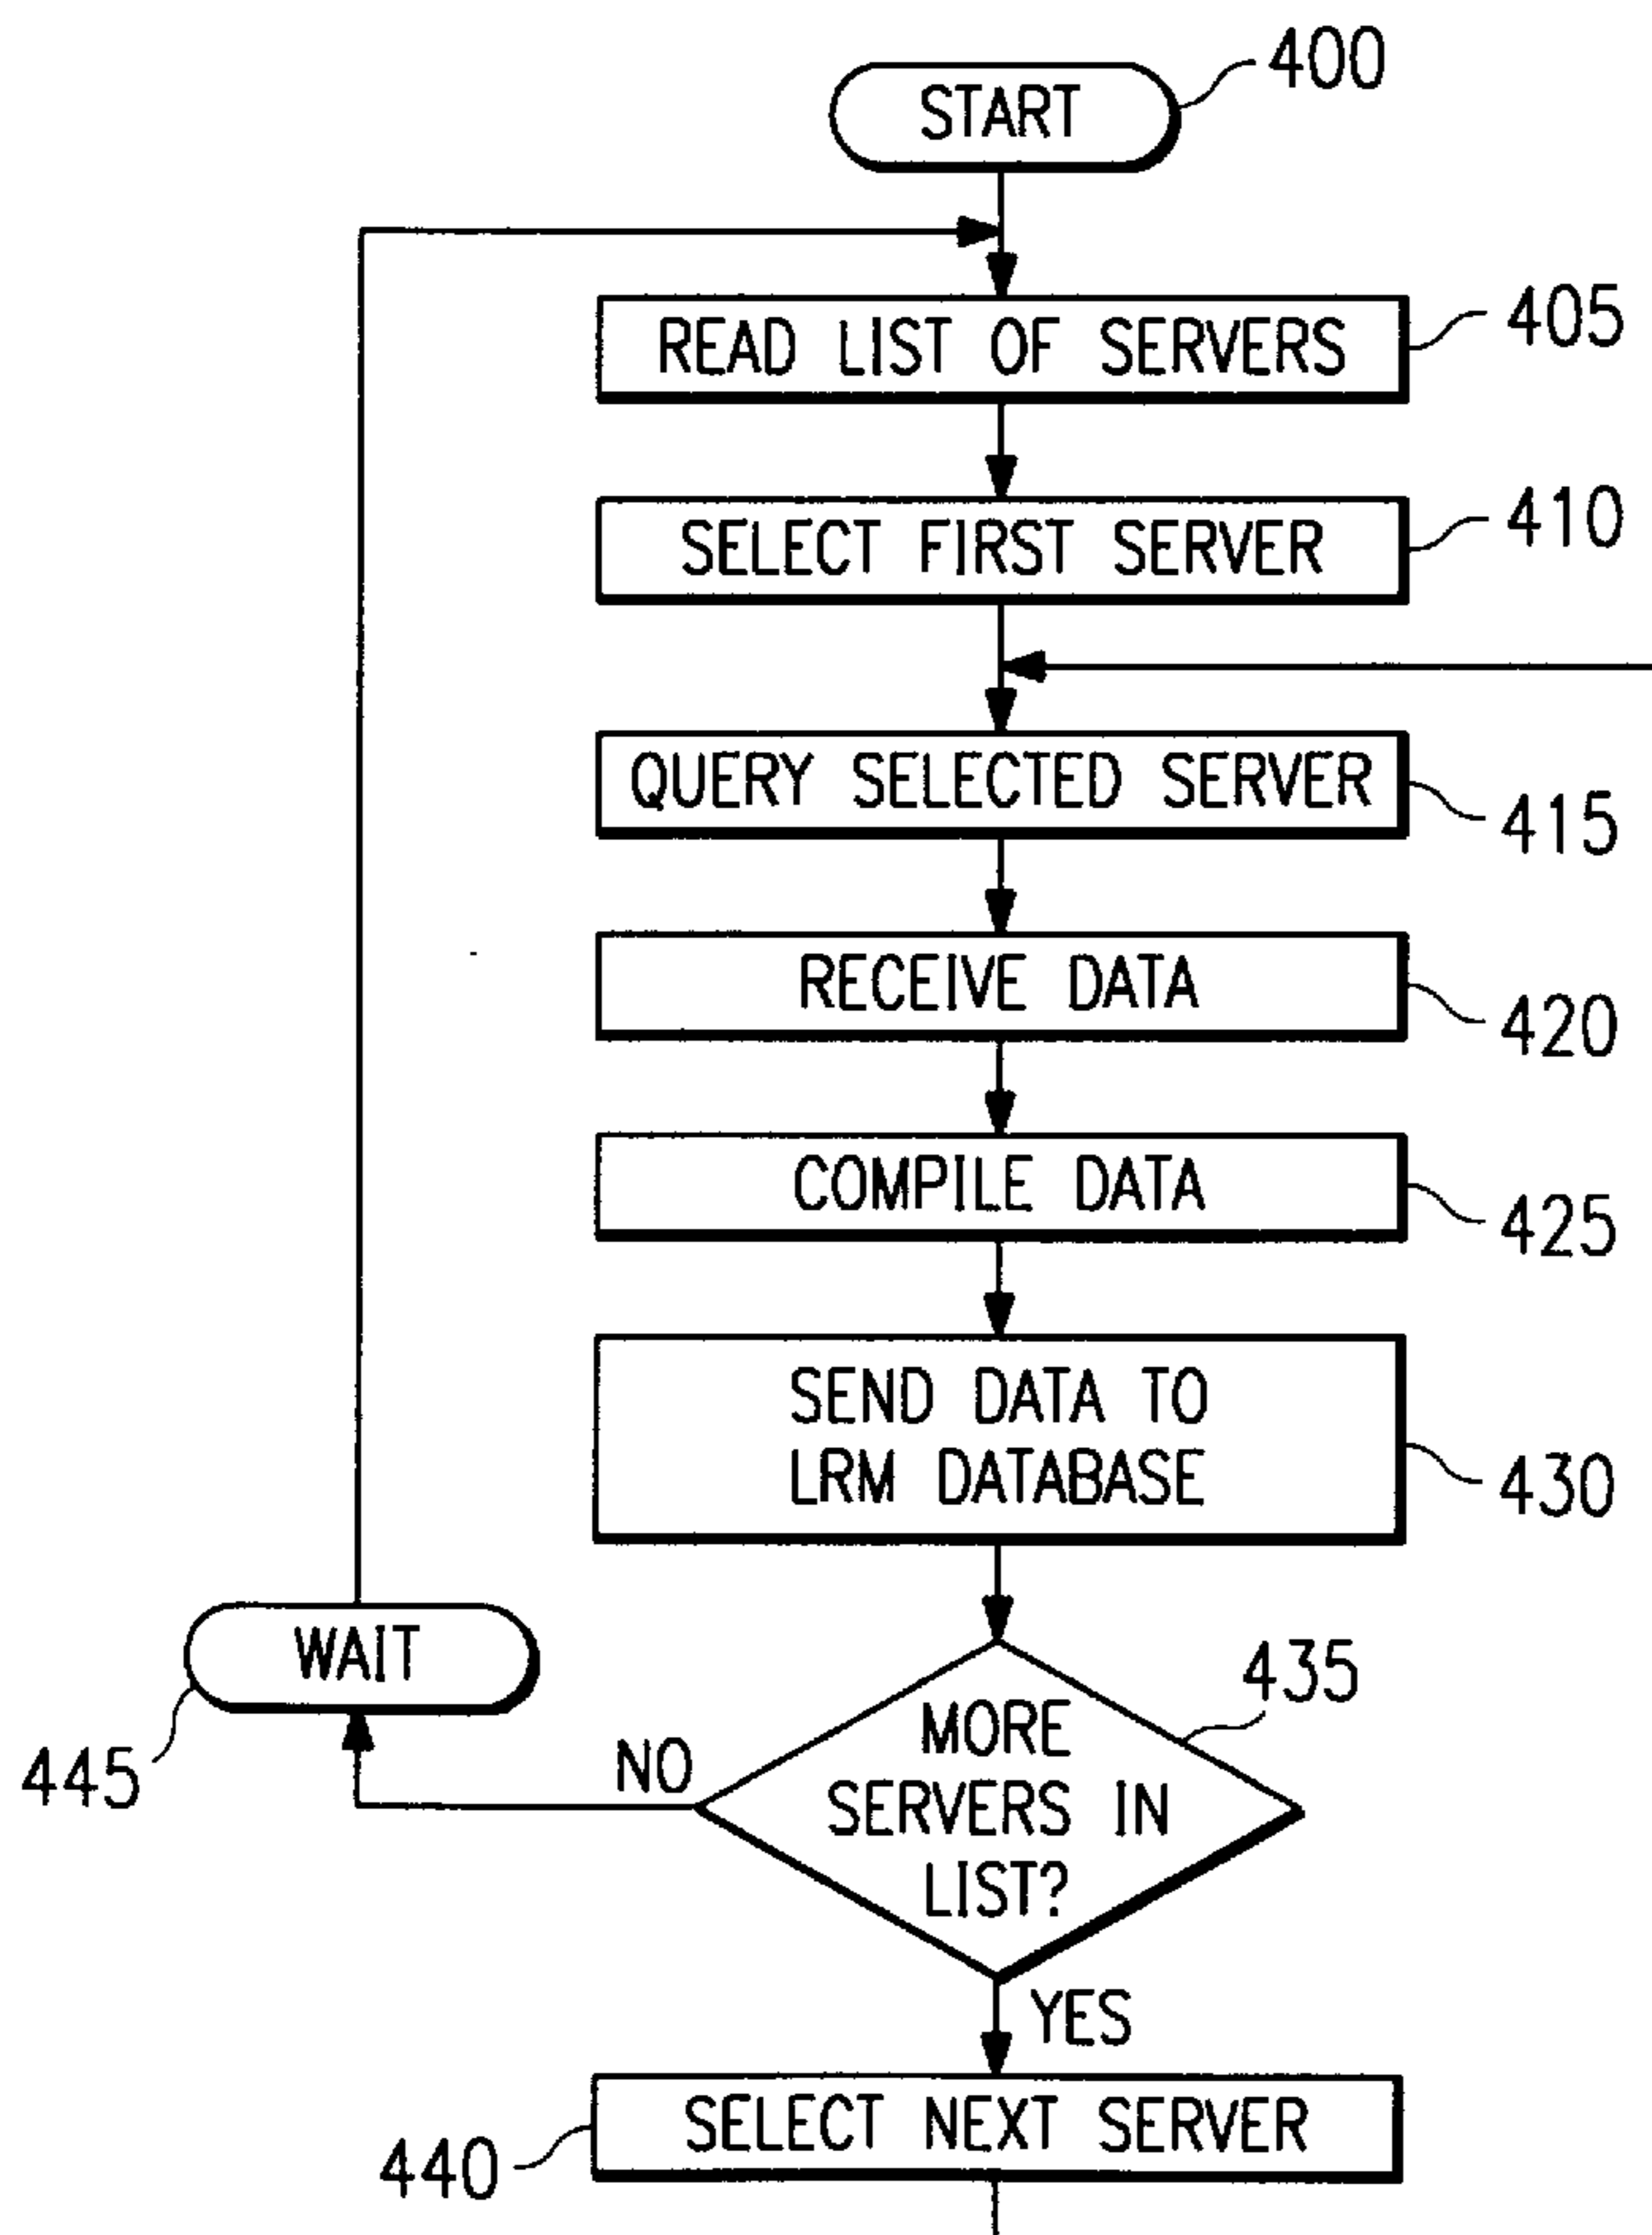 START
400
READ LIST OF SERVERS
405
SELECT FIRST SERVER
410
QUERY SELECTED SERVER
415
RECEIVE DATA
420
COMPILE DATA
425
SEND DATA TO
LRM DATABASE
430
WAIT
445
435
MORE
SERVERS IN
LIST?
NO
YES
SELECT NEXT SERVER
440